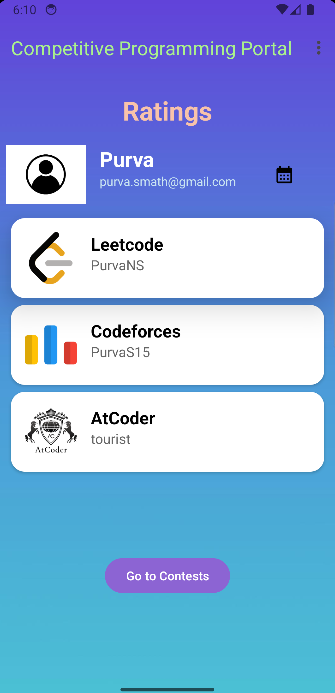 6:10
Competitive Programming Portal
Ratings
Purva
purva.smath@gmail.com
Leetcode
PurvaNS
Codeforces
PurvaS15
AtCoder
tourist
AC
AtCoder
Go to Contests